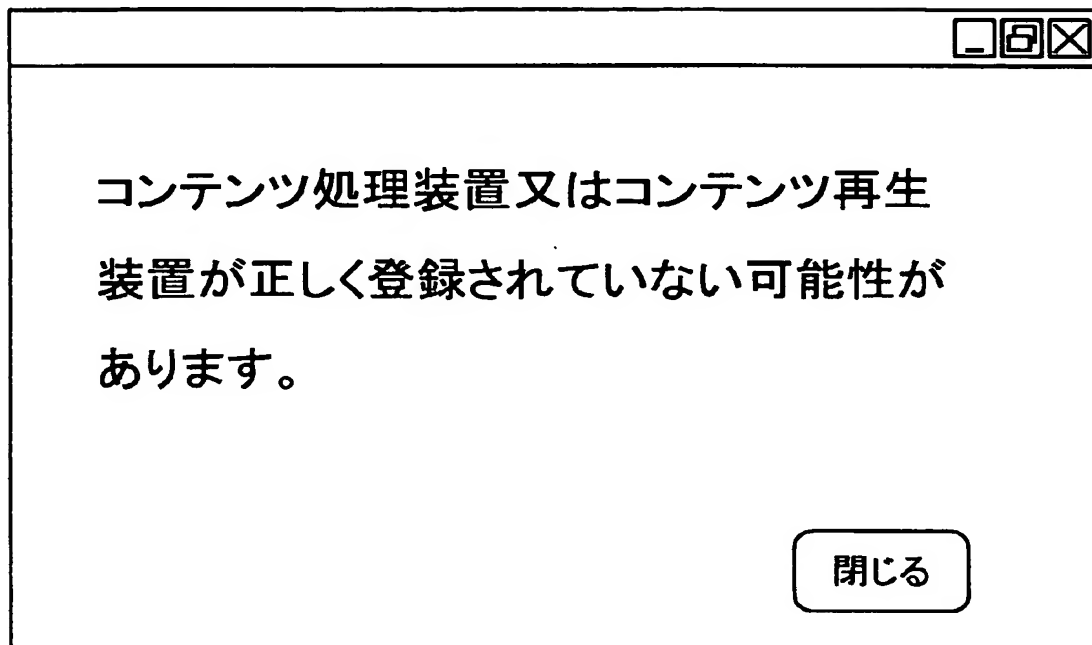 コンテンツ処理装置又はコンテンツ再生
装置が正しく登録されていない可能性が
あります。
閉じる